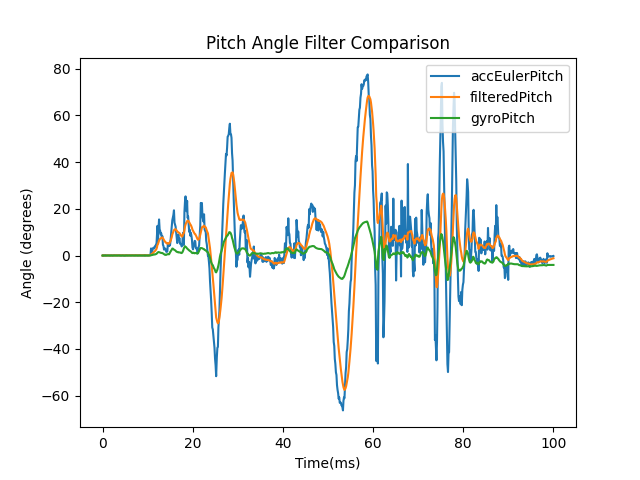 Pitch Angle Filter Comparison
accEulerPitch
filteredPitch
gyroPitch
Angle (degrees)
80
60
40
20
0
−20
−40
−60
0 20 40 60 80 100
Time(ms)